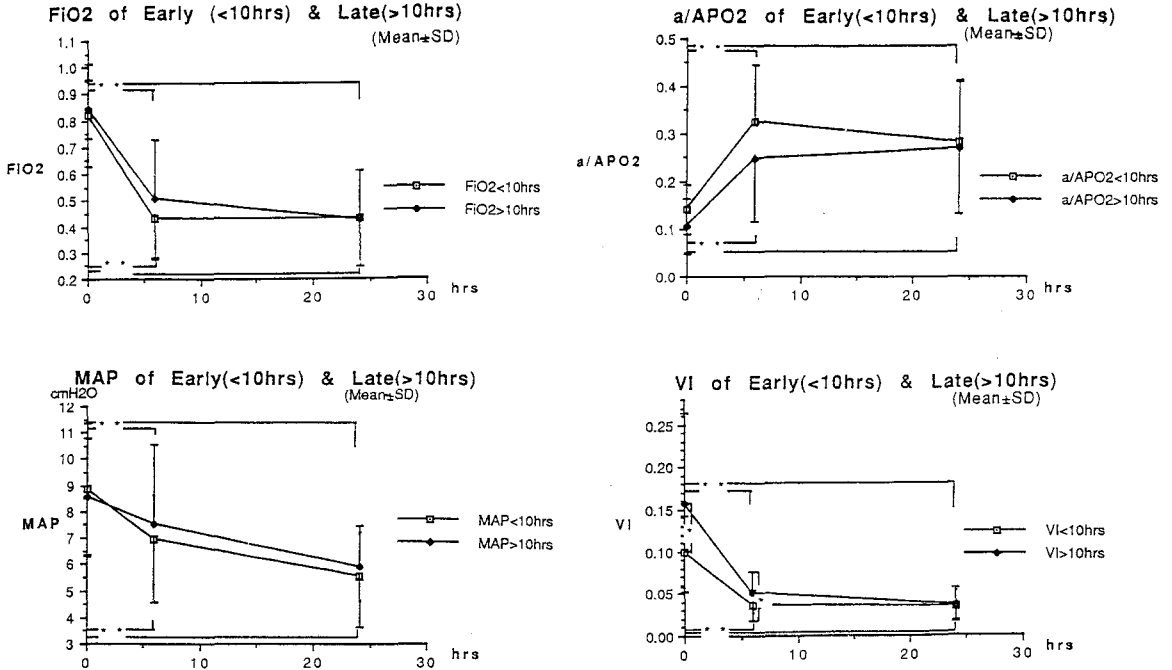 FiO2 of Early (<10hrs) & Late(>10hrs)
(Mean±SD)
1.1
1.0
0.9
0.8
0.7
0.6
0.5
0.4
0.3
0.2
FiO2
* *
* *
0
10
20
30
hrs
FiO2<10hrs
FiO2>10hrs
a/APO2 of Early(<10hrs) & Late(>10hrs)
(Mean±SD)
0.5
0.4
0.3
0.2
0.1
0.0
a/APO2
* *
* *
0
10
20
30
hrs
a/APO2<10hrs
a/APO2>10hrs
MAP of Early(<10hrs) & Late(>10hrs)
cmH2O
(Mean±SD)
12
11
10
9
8
7
6
5
4
3
MAP
* *
* *
0
10
20
30
hrs
MAP<10hrs
MAP>10hrs
VI of Early(<10hrs) & Late(>10hrs)
(Mean±SD)
0.25
0.20
0.15
0.10
0.05
0.00
VI
* *
*
*
* *
0
10
20
30
hrs
VI<10hrs
VI>10hrs